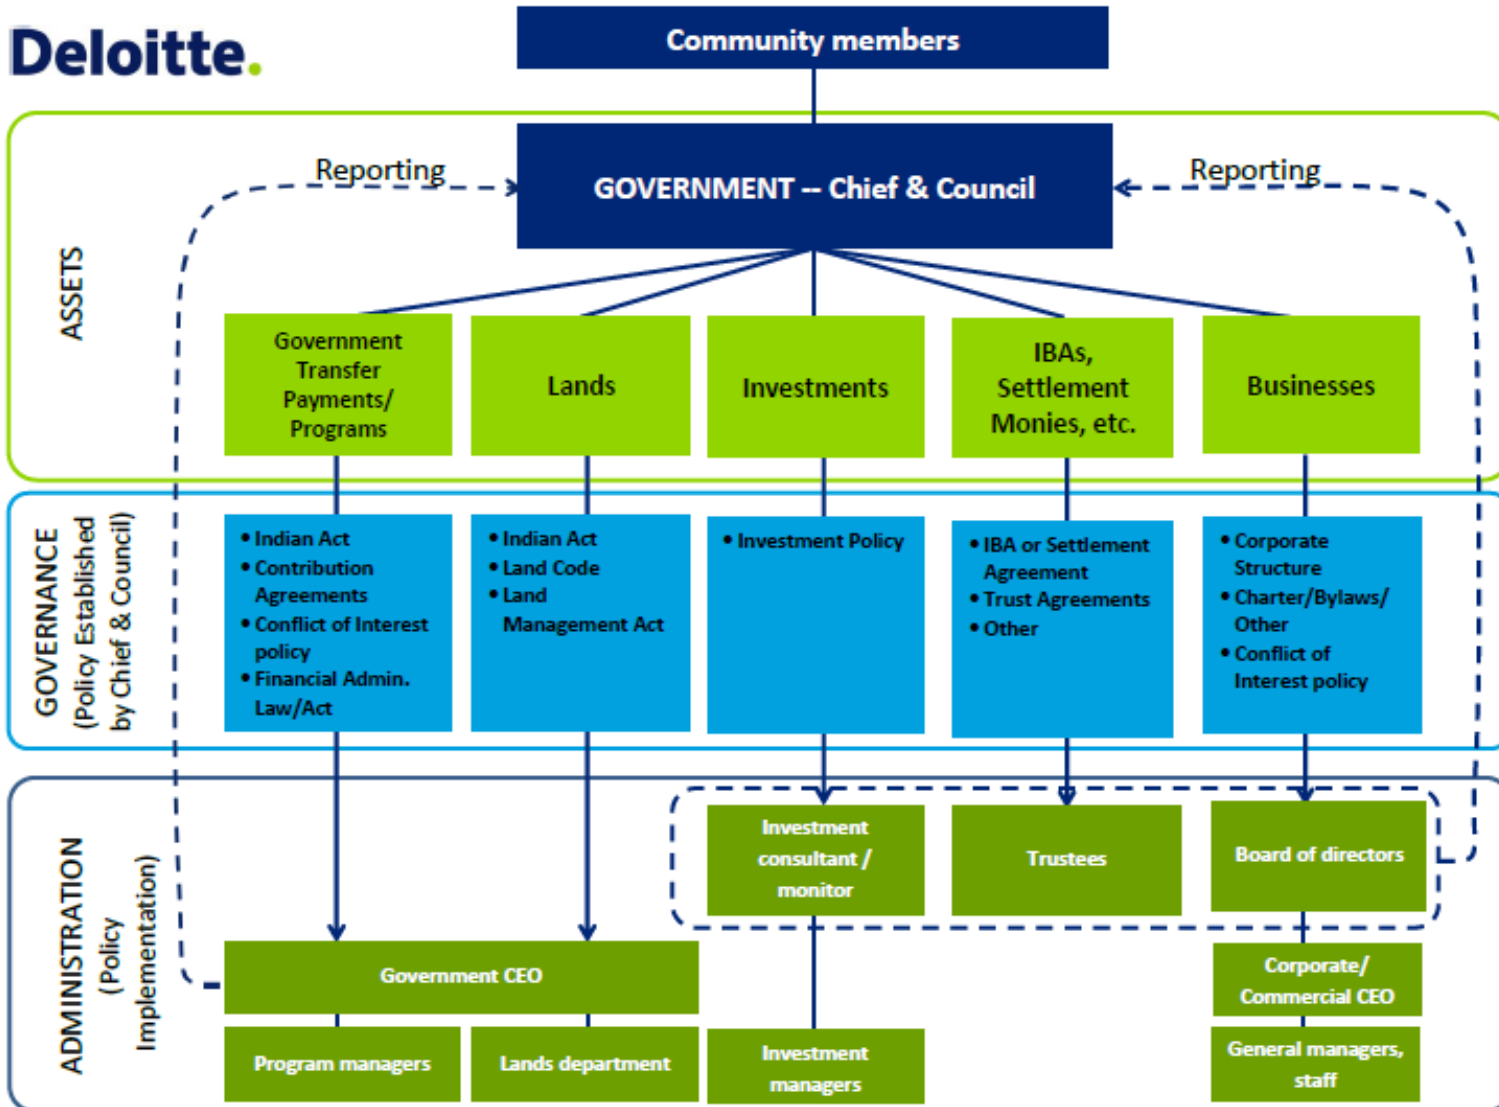 Deloitte.
Community members
Reporting
GOVERNMENT -- Chief & Council
Reporting
ASSETS
Government
Transfer
Payments/
Programs
Lands
Investments
IBAs,
Settlement
Monies, etc.
Businesses
GOVERNANCE
(Policy Established
by Chief & Council)
• Indian Act
• Contribution
Agreements
• Conflict of Interest
policy
• Financial Admin.
Law/Act
• Indian Act
• Land Code
• Land
Management Act
• Investment Policy
• IBA or Settlement
Agreement
• Trust Agreements
• Other
• Corporate
Structure
• Charter/Bylaws/
Other
• Conflict of
Interest policy
ADMINISTRATION
(Policy
Implementation)
Investment
consultant /
monitor
Trustees
Board of directors
Government CEO
Corporate/
Commercial CEO
Program managers
Lands department
Investment
managers
General managers,
staff